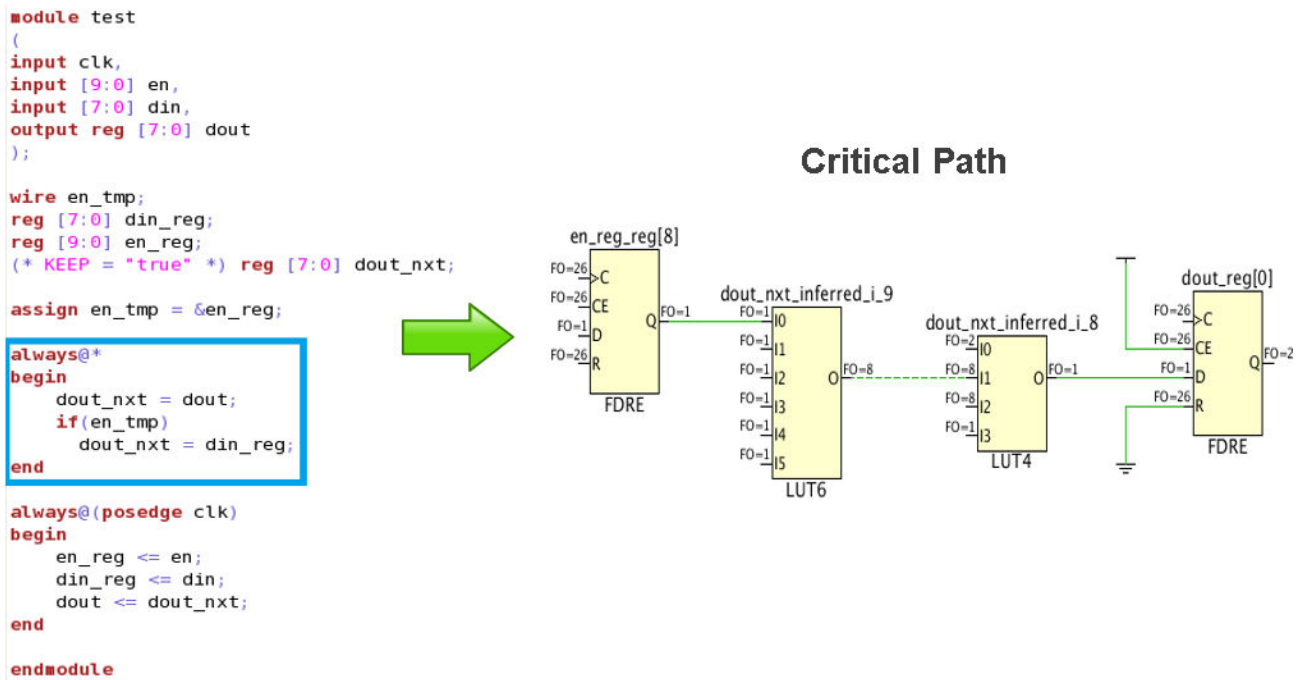 module test
(
input clk,
input [9:0] en,
input [7:0] din,
output reg [7:0] dout
);
wire en_tmp;
reg [7:0] din_reg;
reg [9:0] en_reg;
(* KEEP = "true" *) reg [7:0] dout_nxt;
assign en_tmp = &en_reg;
always@*
begin
dout_nxt = dout;
if(en_tmp)
dout_nxt = din_reg;
end
always@(posedge clk)
begin
en_reg <= en;
din_reg <= din;
dout <= dout_nxt;
end
endmodule
Critical Path
en_reg_reg[8]
FO=26 C
FO=26 CE
FO=1 D
FO=26 R
Q FO=1
FDRE
dout_nxt_inferred_i_9
FO=1 I0
FO=1 I1
FO=1 I2
FO=1 I3
FO=1 I4
FO=1 I5
O FO=8
LUT6
dout_nxt_inferred_i_8
FO=2 I0
FO=8 I1
FO=8 I2
FO=1 I3
O FO=1
LUT4
dout_reg[0]
FO=26 C
FO=26 CE
FO=1 D
FO=26 R
Q FO=2
FDRE